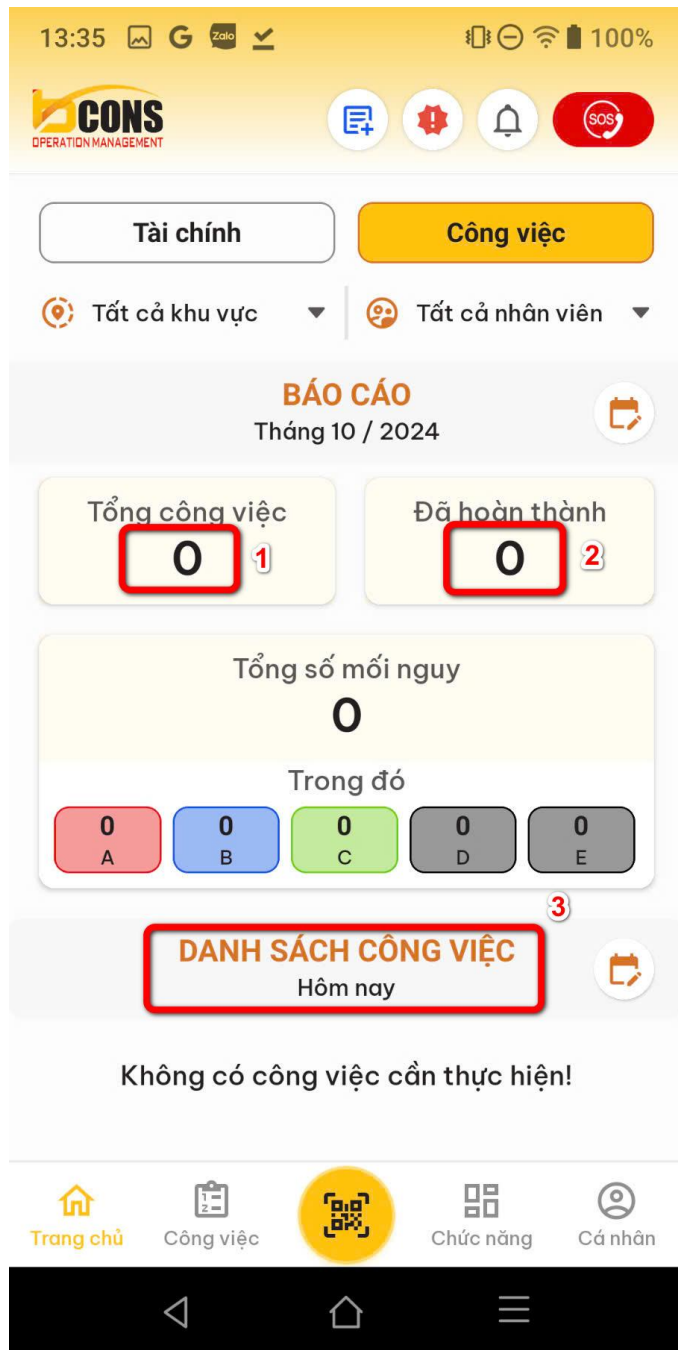 13:35 G Zalo 100%
bCONS
OPERATION MANAGEMENT
SOS
Tài chính Công việc
Tất cả khu vực Tất cả nhân viên
BÁO CÁO
Tháng 10 / 2024
Tổng công việc Đã hoàn thành
0 1 0 2
Tổng số mối nguy
0
Trong đó
0 0 0 0 0
A B C D E
3
DANH SÁCH CÔNG VIỆC
Hôm nay
Không có công việc cần thực hiện!
Trang chủ Công việc Chức năng Cá nhân